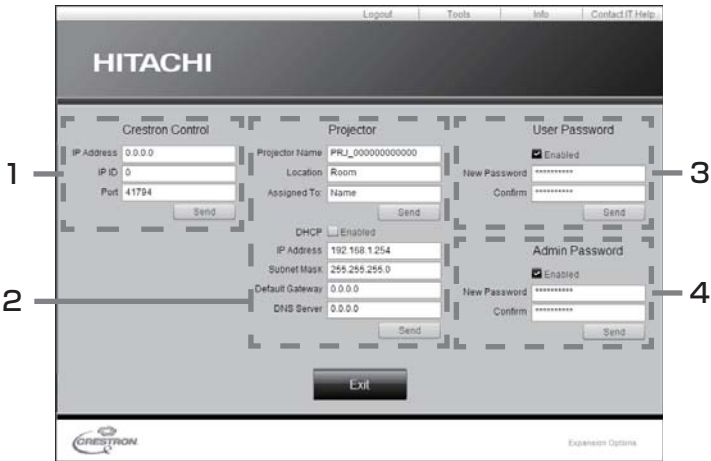 Logout Tools Info Contact IT Help
HITACHI
1
Crestron Control
IP Address 0.0.0.0
IP ID 0
Port 41794
Send
2
Projector
Projector Name PRJ_000000000000
Location Room
Assigned To: Name
Send
DHCP Enabled
IP Address 192.168.1.254
Subnet Mask 255.255.255.0
Default Gateway 0.0.0.0
DNS Server 0.0.0.0
Send
3
User Password
Enabled
New Password **********
Confirm **********
Send
4
Admin Password
Enabled
New Password **********
Confirm **********
Send
Exit
CRESTRON
Expansion Options